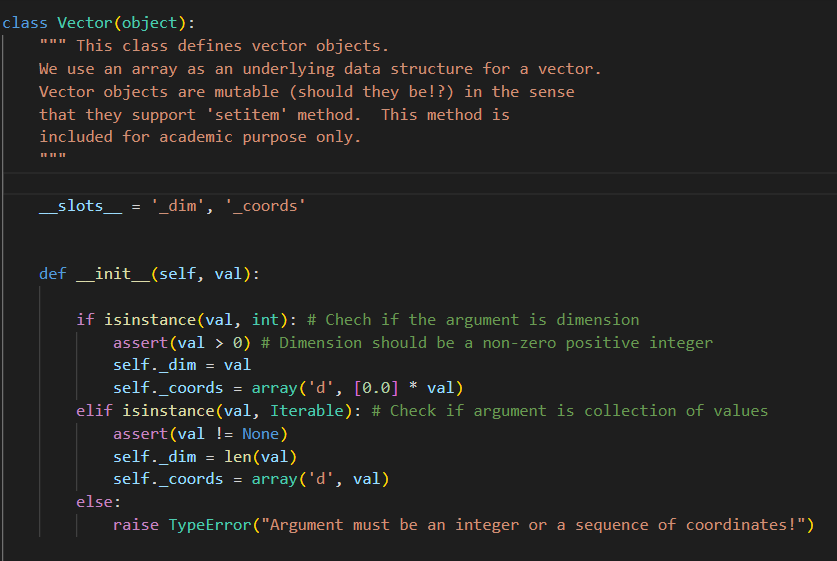 class Vector(object):
    """ This class defines vector objects.
    We use an array as an underlying data structure for a vector.
    Vector objects are mutable (should they be!?) in the sense
    that they support 'setitem' method.  This method is
    included for academic purpose only.
    """
    __slots__ = '_dim', '_coords'
    def __init__(self, val):
        if isinstance(val, int): # Chech if the argument is dimension
            assert(val > 0) # Dimension should be a non-zero positive integer
            self._dim = val
            self._coords = array('d', [0.0] * val)
        elif isinstance(val, Iterable): # Check if argument is collection of values
            assert(val != None)
            self._dim = len(val)
            self._coords = array('d', val)
        else:
            raise TypeError("Argument must be an integer or a sequence of coordinates!")